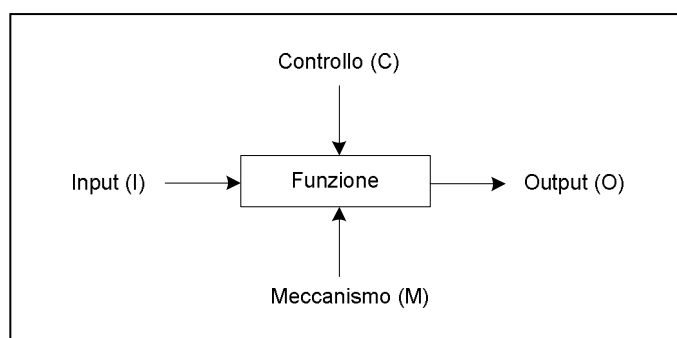 Controllo (C)
Input (I)
Funzione
Output (O)
Meccanismo (M)